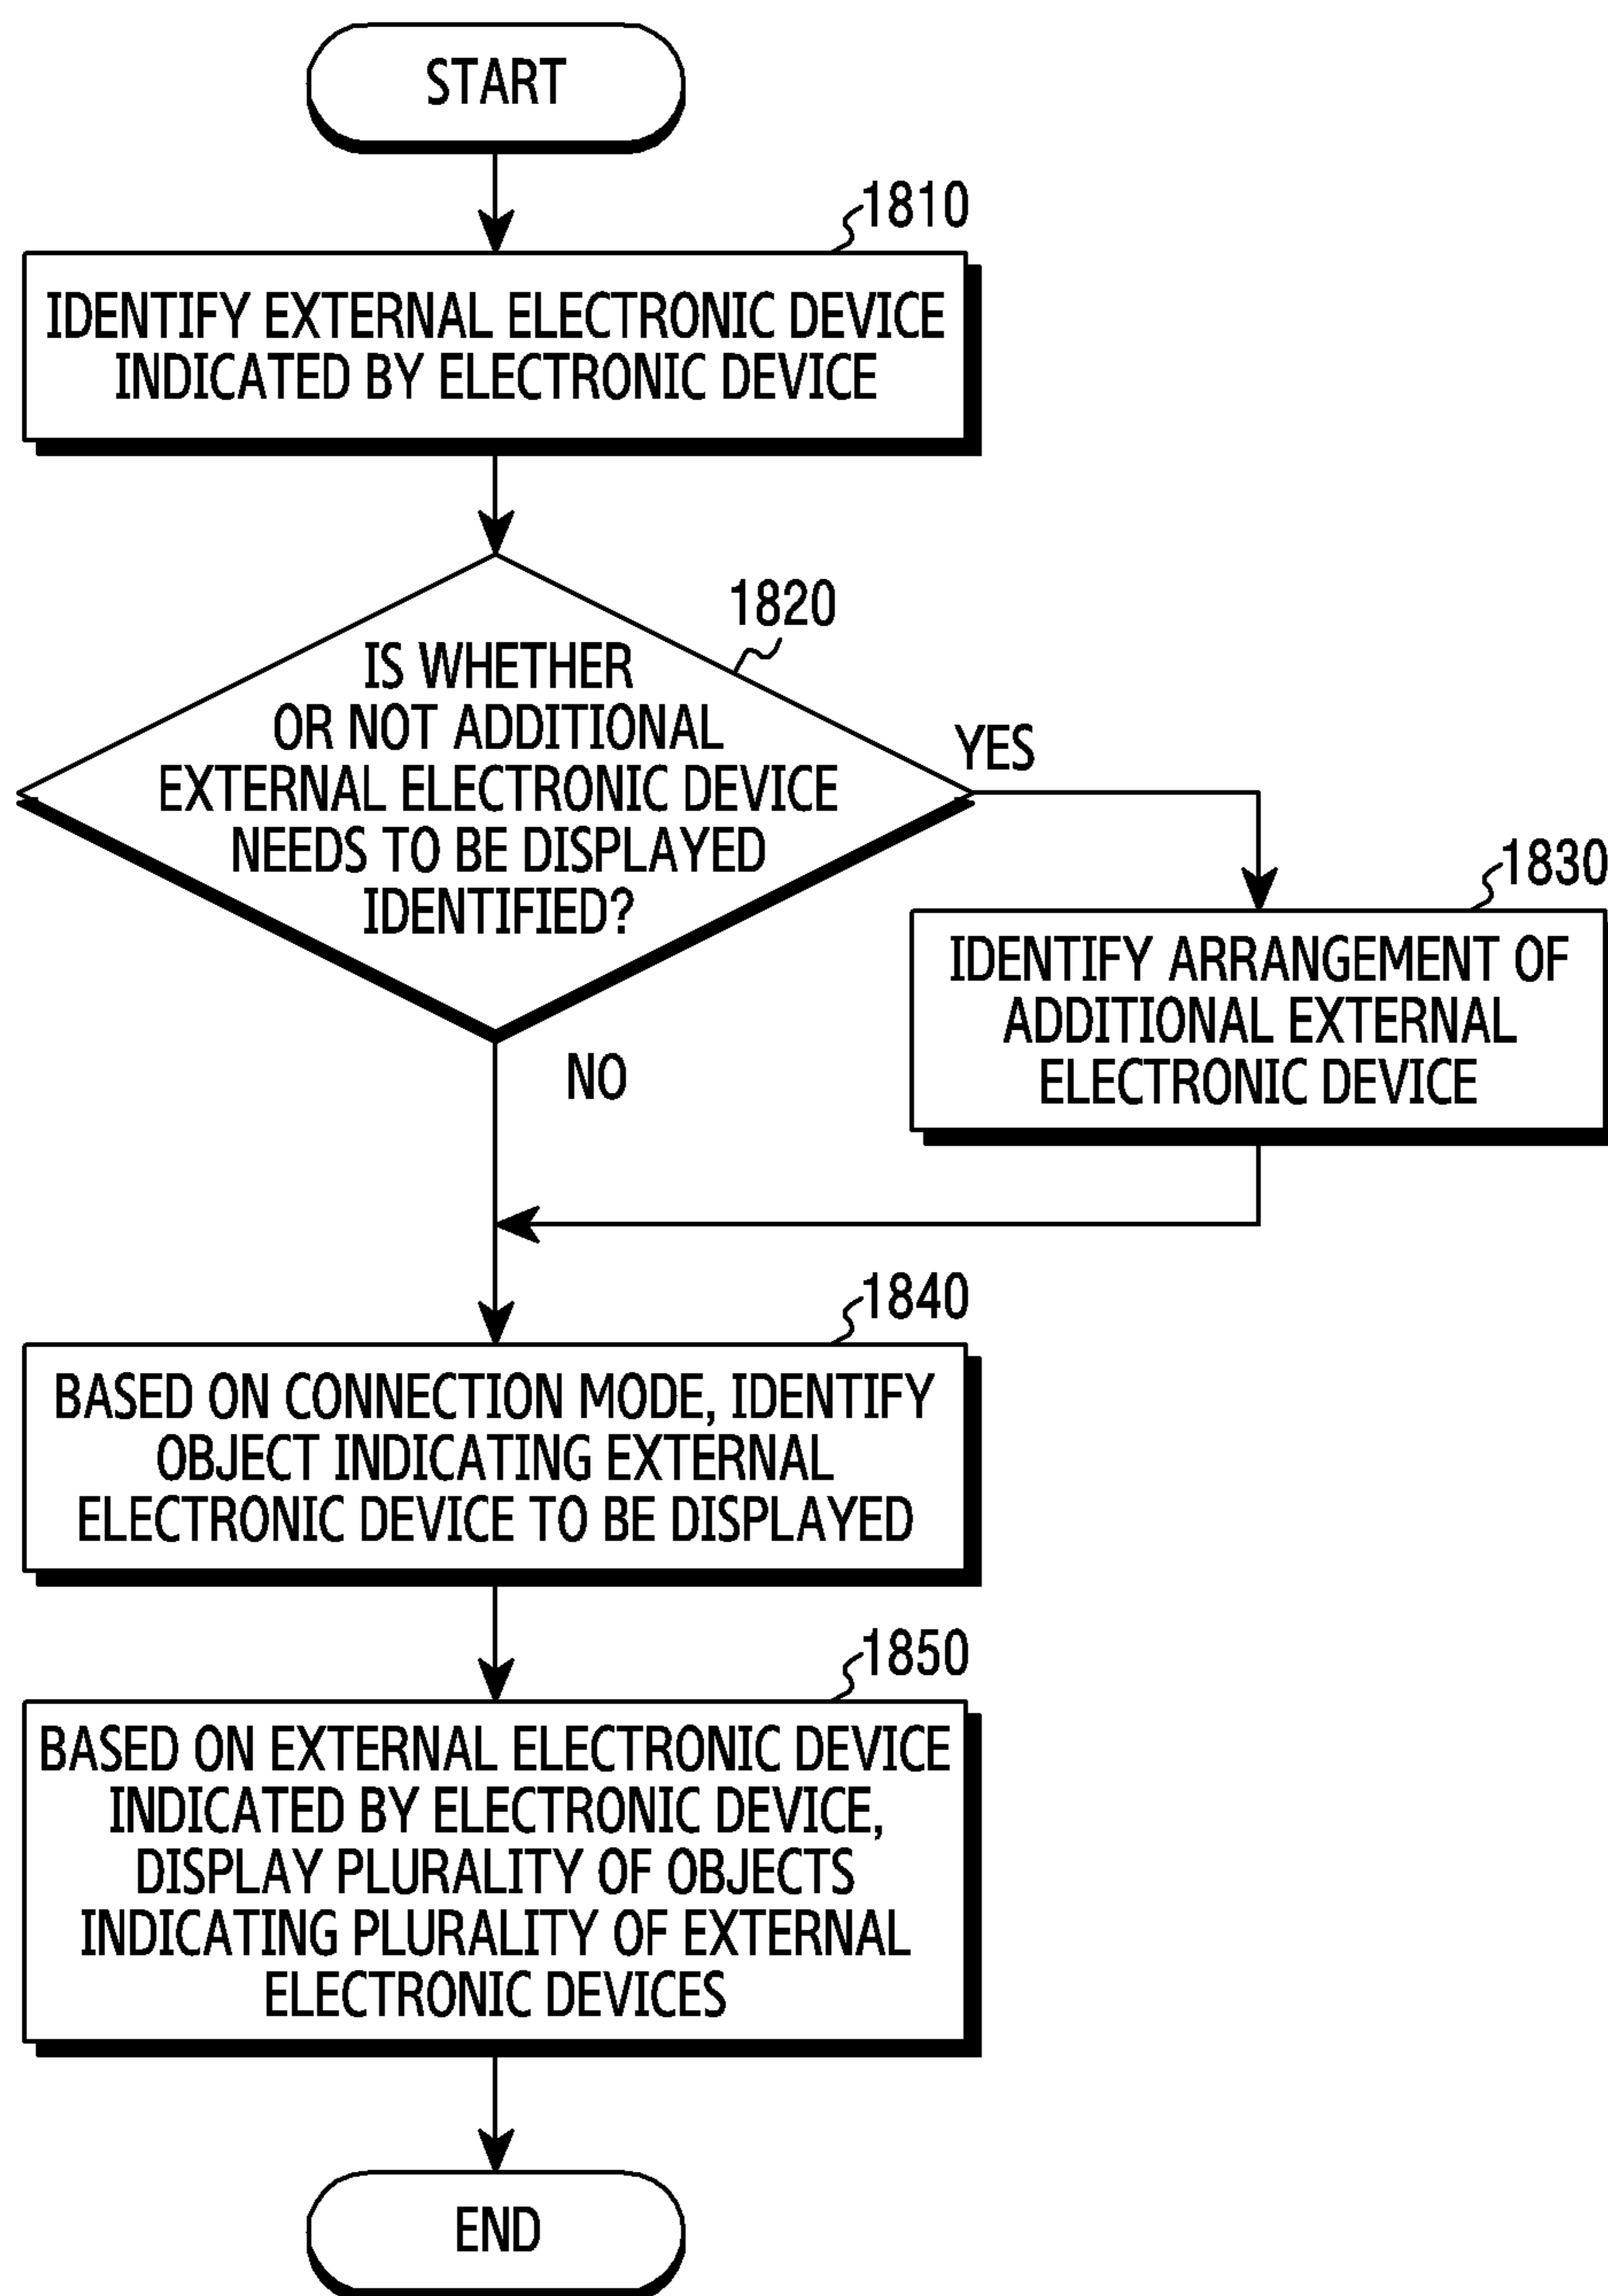 START
1810
IDENTIFY EXTERNAL ELECTRONIC DEVICE
INDICATED BY ELECTRONIC DEVICE
1820
IS WHETHER
OR NOT ADDITIONAL
EXTERNAL ELECTRONIC DEVICE
NEEDS TO BE DISPLAYED
IDENTIFIED?
YES
NO
1830
IDENTIFY ARRANGEMENT OF
ADDITIONAL EXTERNAL
ELECTRONIC DEVICE
1840
BASED ON CONNECTION MODE, IDENTIFY
OBJECT INDICATING EXTERNAL
ELECTRONIC DEVICE TO BE DISPLAYED
1850
BASED ON EXTERNAL ELECTRONIC DEVICE
INDICATED BY ELECTRONIC DEVICE,
DISPLAY PLURALITY OF OBJECTS
INDICATING PLURALITY OF EXTERNAL
ELECTRONIC DEVICES
END